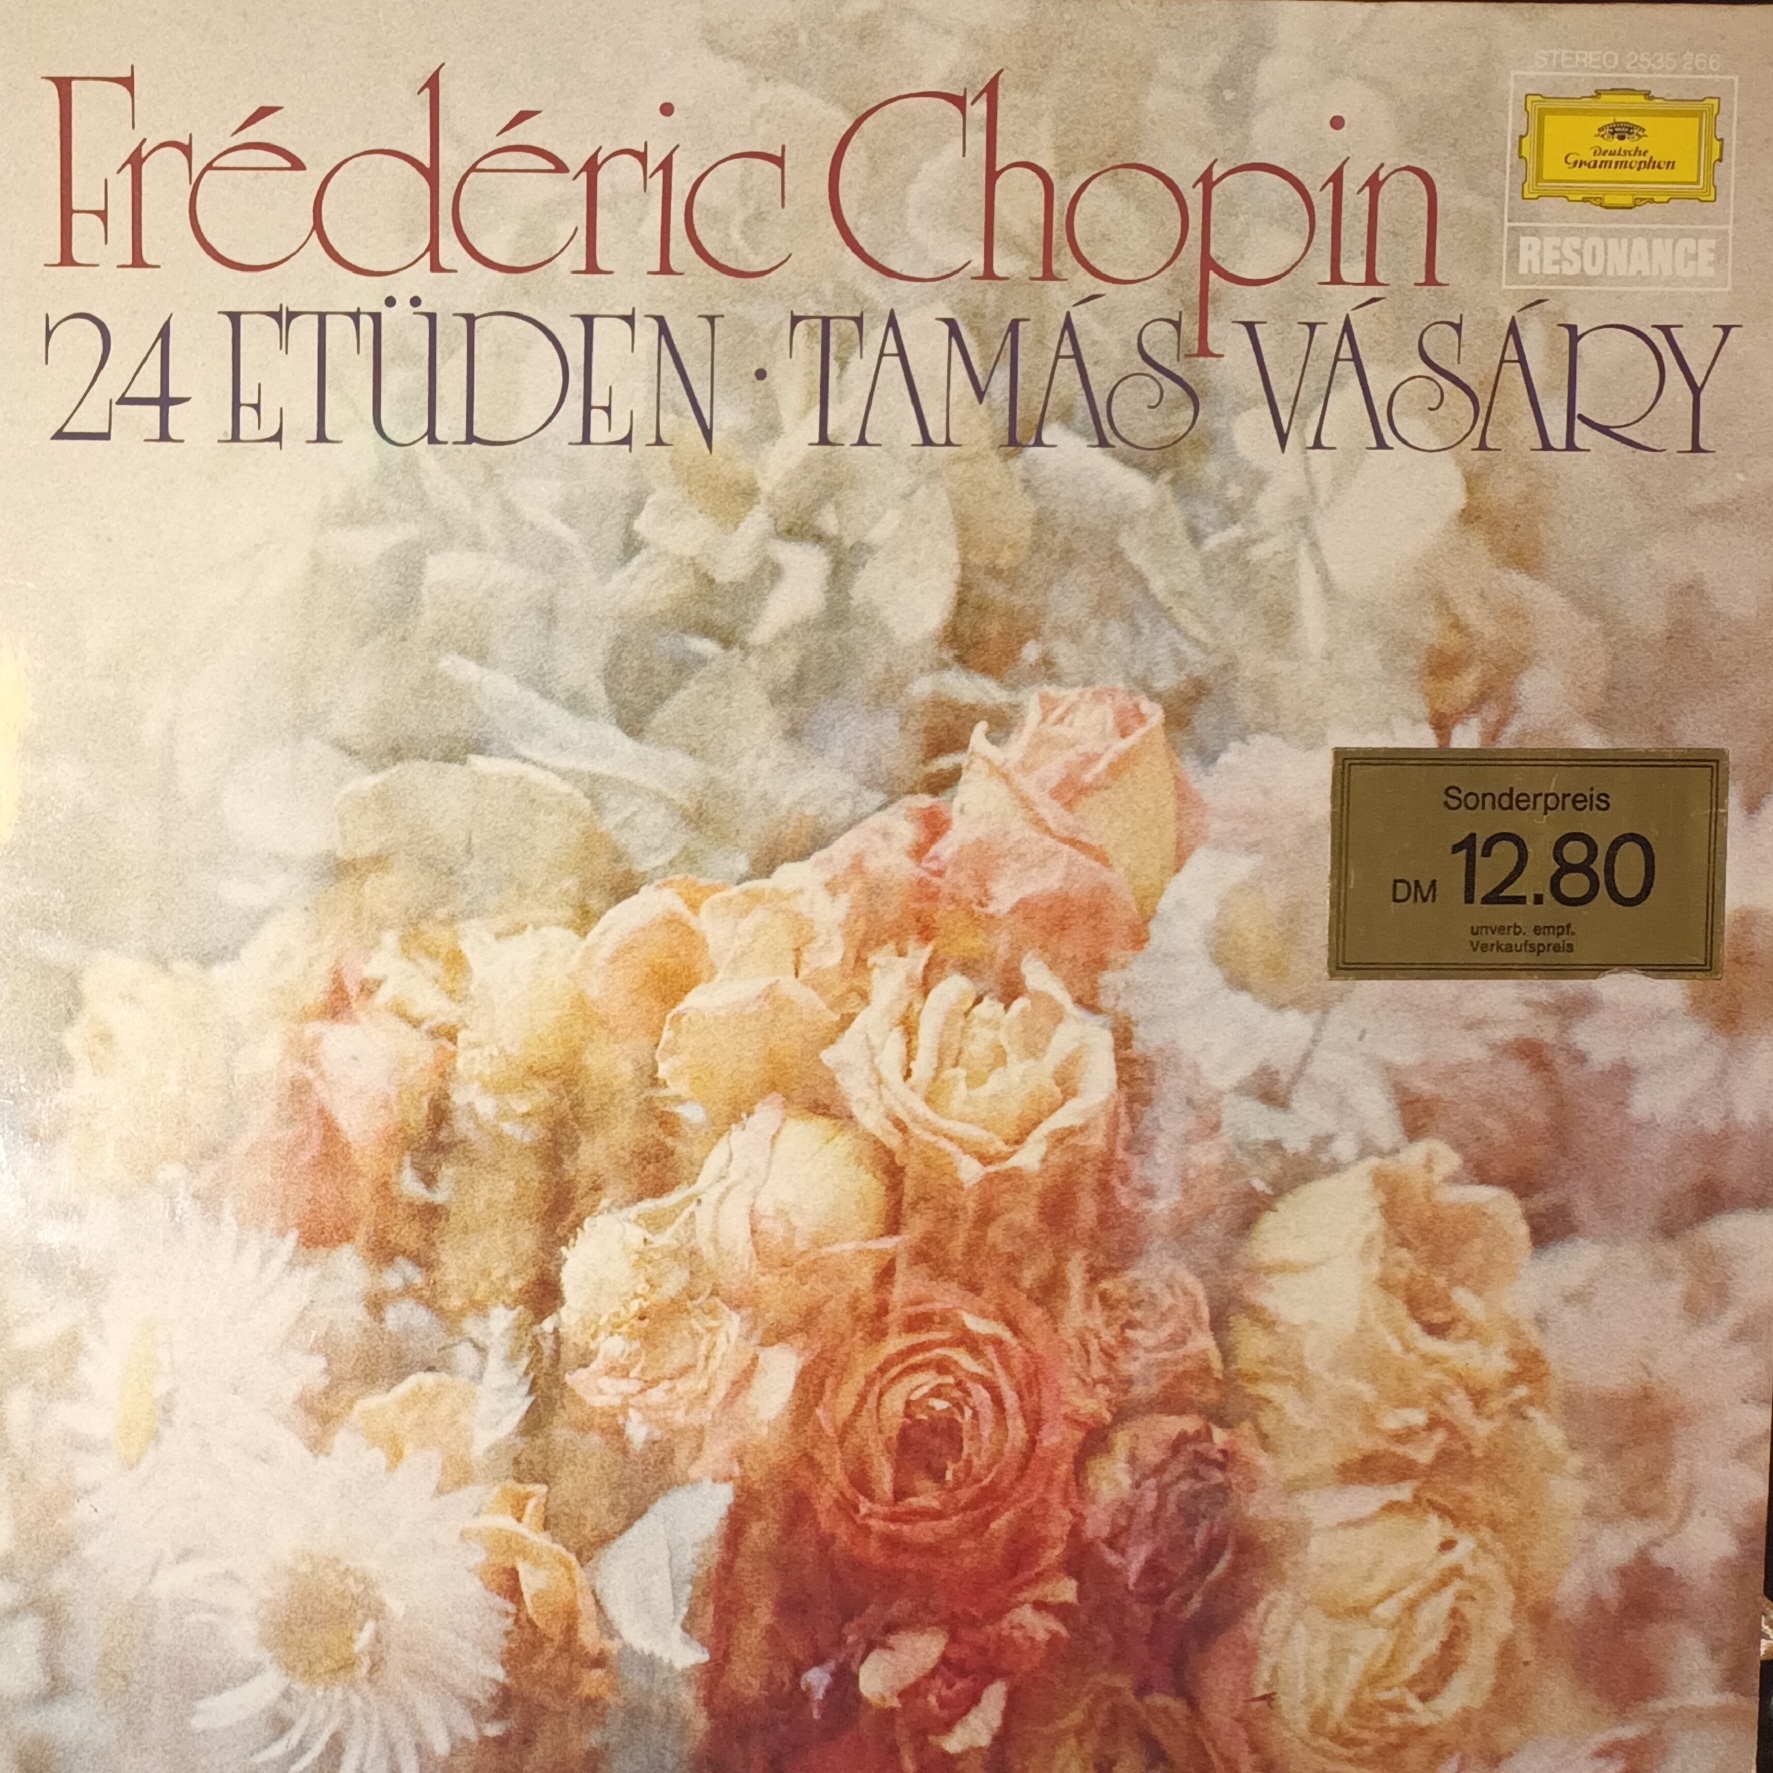 STEREO 2535 266
Frédéric Chopin
Deutsche
Grammophon
RESONANCE
24 ETÜDEN · TAMÁS VÁSÁRY
Sonderpreis
DM 12.80
unverb. empf.
Verkaufspreis